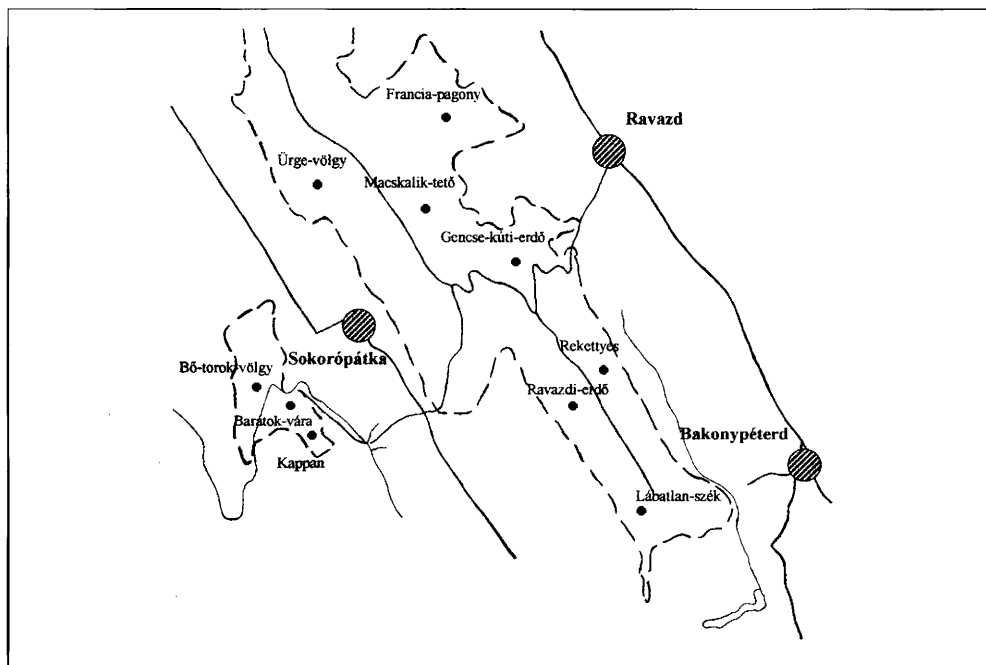 Francia-pagony
Ravazd
Ürge-völgy
Macskalik-tető
Gencse-kúti-erdő
Sokorópátka
Rekettyés
Bő-torok-völgy
Ravazdi-erdő
Barátok-vára
Bakonypéterd
Kappan
Lábatlan-szék